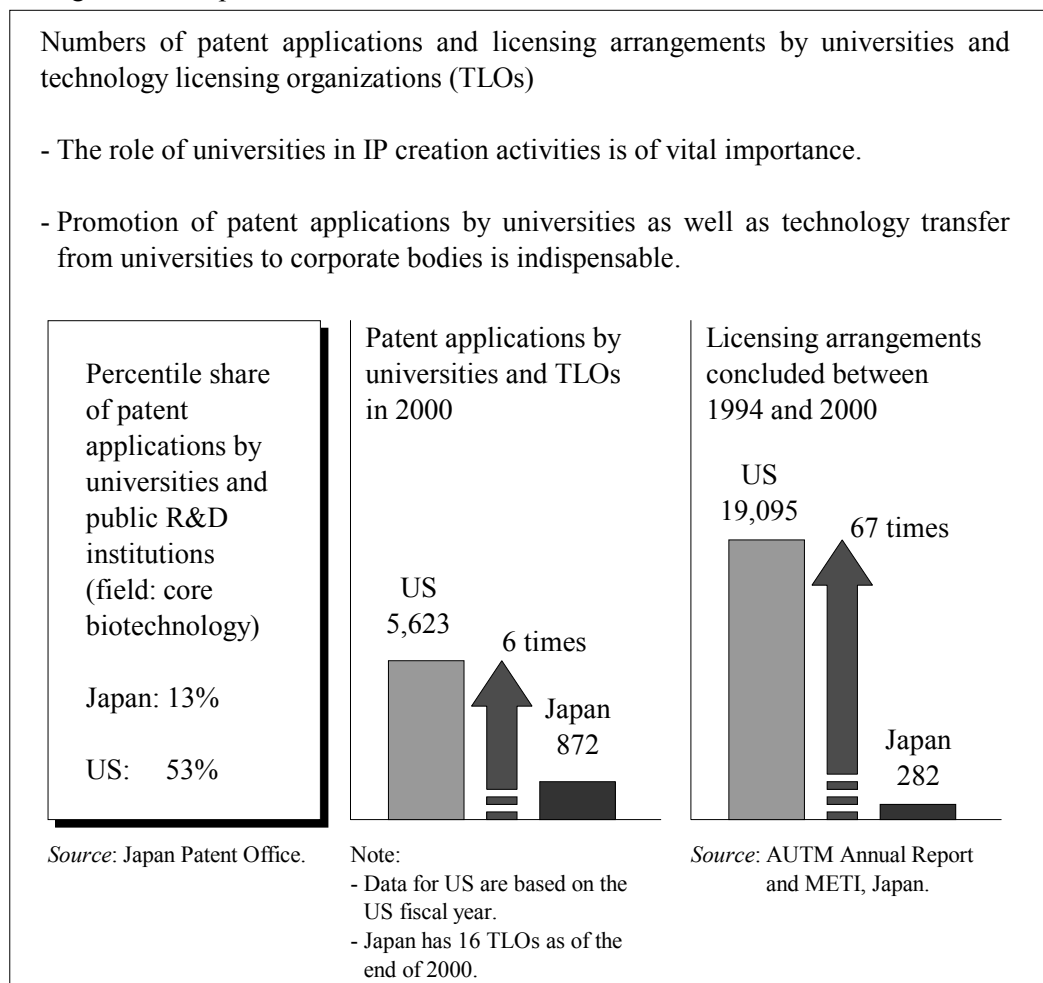 Numbers of patent applications and licensing arrangements by universities and
technology licensing organizations (TLOs)
- The role of universities in IP creation activities is of vital importance.
- Promotion of patent applications by universities as well as technology transfer
from universities to corporate bodies is indispensable.
Percentile share
of patent
applications by
universities and
public R&D
institutions
(field: core
biotechnology)
Japan: 13%
US: 53%
Source: Japan Patent Office.
Patent applications by
universities and TLOs
in 2000
US
5,623
6 times
Japan
872
Note:
- Data for US are based on the
US fiscal year.
- Japan has 16 TLOs as of the
end of 2000.
Licensing arrangements
concluded between
1994 and 2000
US
19,095
67 times
Japan
282
Source: AUTM Annual Report
and METI, Japan.